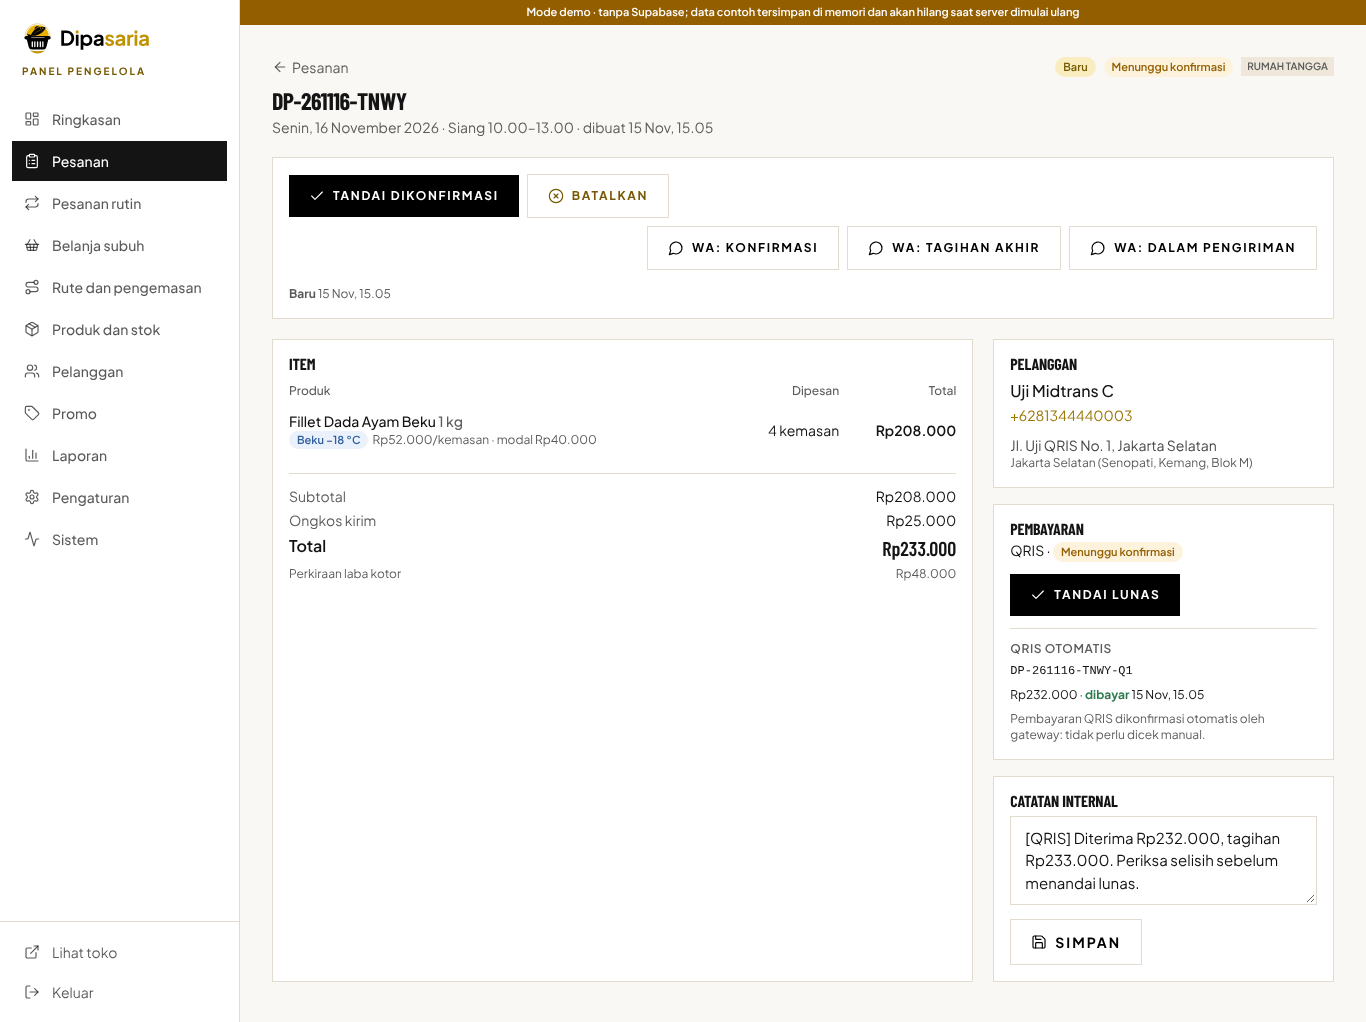 Mode demo · tanpa Supabase; data contoh tersimpan di memori dan akan hilang saat server dimulai ulang
Dipasaria
PANEL PENGELOLA
Ringkasan
Pesanan
Pesanan rutin
Belanja subuh
Rute dan pengemasan
Produk dan stok
Pelanggan
Promo
Laporan
Pengaturan
Sistem
Lihat toko
Keluar
Pesanan
Baru
Menunggu konfirmasi
RUMAH TANGGA
DP-261116-TNWY
Senin, 16 November 2026 · Siang 10.00–13.00 · dibuat 15 Nov, 15.05
TANDAI DIKONFIRMASI
BATALKAN
WA: KONFIRMASI
WA: TAGIHAN AKHIR
WA: DALAM PENGIRIMAN
Baru 15 Nov, 15.05
ITEM
Produk Dipesan Total
Fillet Dada Ayam Beku 1 kg
Beku −18 °C Rp52.000/kemasan · modal Rp40.000
4 kemasan Rp208.000
Subtotal Rp208.000
Ongkos kirim Rp25.000
Total Rp233.000
Perkiraan laba kotor Rp48.000
PELANGGAN
Uji Midtrans C
+6281344440003
Jl. Uji QRIS No. 1, Jakarta Selatan
Jakarta Selatan (Senopati, Kemang, Blok M)
PEMBAYARAN
QRIS · Menunggu konfirmasi
TANDAI LUNAS
QRIS OTOMATIS
DP-261116-TNWY-Q1
Rp232.000 · dibayar 15 Nov, 15.05
Pembayaran QRIS dikonfirmasi otomatis oleh
gateway: tidak perlu dicek manual.
CATATAN INTERNAL
[QRIS] Diterima Rp232.000, tagihan
Rp233.000. Periksa selisih sebelum
menandai lunas.
SIMPAN